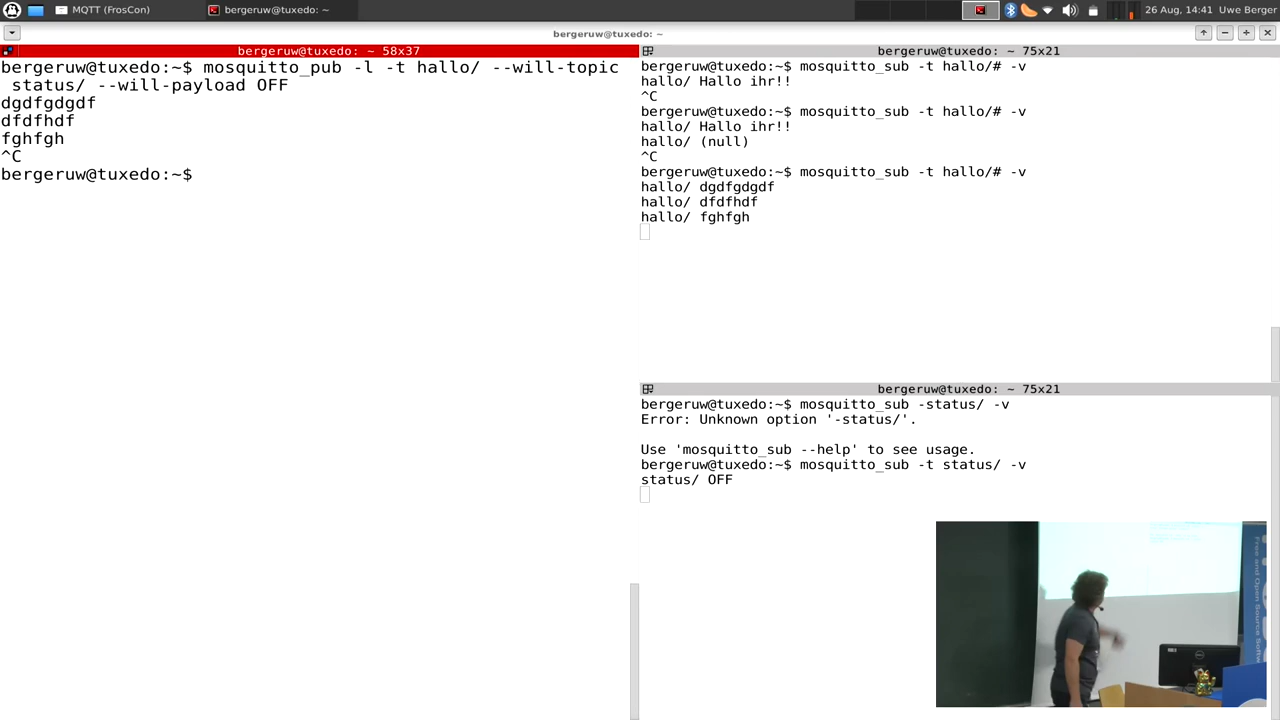 MQTT (FrosCon)
bergeruw@tuxedo: ~
26 Aug, 14:41 Uwe Berger
bergeruw@tuxedo: ~
bergeruw@tuxedo: ~ 58x37
bergeruw@tuxedo:~$ mosquitto_pub -l -t hallo/ --will-topic
status/ --will-payload OFF
dgdfgdgdf
dfdfhdf
fghfgh
^C
bergeruw@tuxedo:~$
bergeruw@tuxedo: ~ 75x21
bergeruw@tuxedo:~$ mosquitto_sub -t hallo/# -v
hallo/ Hallo ihr!!
^C
bergeruw@tuxedo:~$ mosquitto_sub -t hallo/# -v
hallo/ Hallo ihr!!
hallo/ (null)
^C
bergeruw@tuxedo:~$ mosquitto_sub -t hallo/# -v
hallo/ dgdfgdgdf
hallo/ dfdfhdf
hallo/ fghfgh
bergeruw@tuxedo: ~ 75x21
bergeruw@tuxedo:~$ mosquitto_sub -status/ -v
Error: Unknown option '-status/'.
Use 'mosquitto_sub --help' to see usage.
bergeruw@tuxedo:~$ mosquitto_sub -t status/ -v
status/ OFF
Free and Open Source